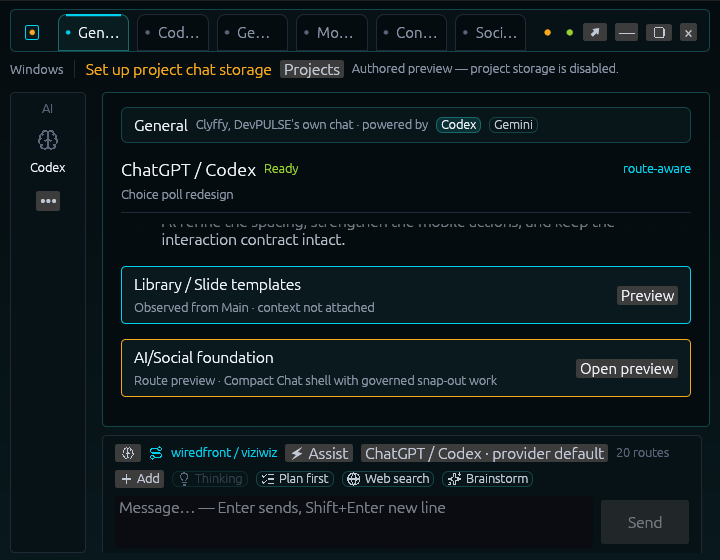 Gen…
Cod…
Ge…
Mo…
Con…
Soci…
Windows
Set up project chat storage
Projects
Authored preview — project storage is disabled.
AI
Codex
General
Clyffy, DevPULSE's own chat · powered by
Codex
Gemini
ChatGPT / Codex
Ready
route-aware
Choice poll redesign
interaction contract intact.
Library / Slide templates
Observed from Main · context not attached
Preview
AI/Social foundation
Route preview · Compact Chat shell with governed snap-out work
Open preview
wiredfront / viziwiz
Assist
ChatGPT / Codex · provider default
20 routes
Add
Thinking
Plan first
Web search
Brainstorm
Message… — Enter sends, Shift+Enter new line
Send